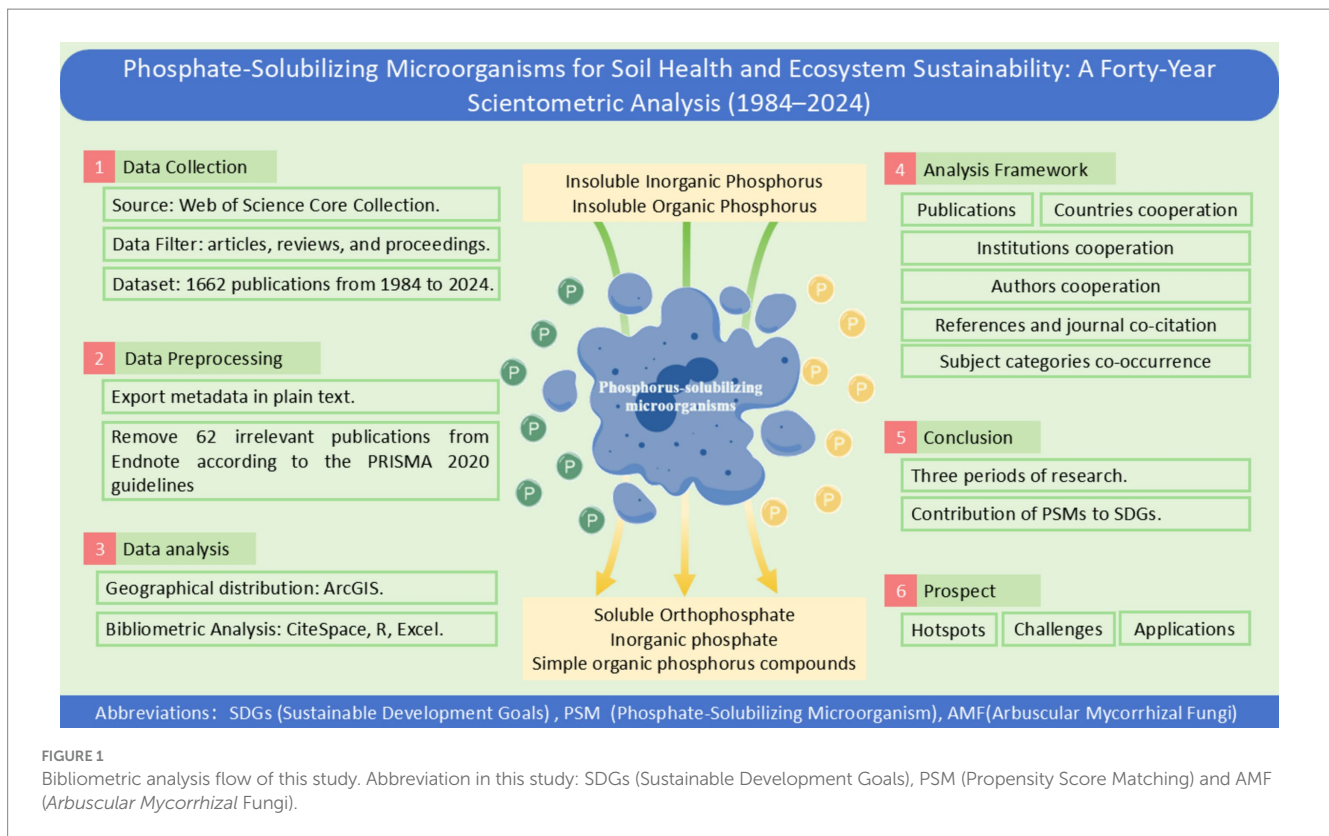 Phosphate-Solubilizing Microorganisms for Soil Health and Ecosystem Sustainability: A Forty-Year
Scientometric Analysis (1984–2024)
1 Data Collection
Source: Web of Science Core Collection.
Data Filter: articles, reviews, and proceedings.
Dataset: 1662 publications from 1984 to 2024.
2 Data Preprocessing
Export metadata in plain text.
Remove 62 irrelevant publications from
Endnote according to the PRISMA 2020
guidelines
3 Data analysis
Geographical distribution: ArcGIS.
Bibliometric Analysis: CiteSpace, R, Excel.
Insoluble Inorganic Phosphorus
Insoluble Organic Phosphorus
P
P
P
P
P
P
P
P
Phosphorus-solubilizing
microorganisms
P
P
P
P
P
P
P
P
Soluble Orthophosphate
Inorganic phosphate
Simple organic phosphorus compounds
4 Analysis Framework
Publications Countries cooperation
Institutions cooperation
Authors cooperation
References and journal co-citation
Subject categories co-occurrence
5 Conclusion
Three periods of research.
Contribution of PSMs to SDGs.
6 Prospect
Hotspots Challenges Applications
Abbreviations: SDGs (Sustainable Development Goals) , PSM (Phosphate-Solubilizing Microorganism), AMF(Arbuscular Mycorrhizal Fungi)
FIGURE 1
Bibliometric analysis flow of this study. Abbreviation in this study: SDGs (Sustainable Development Goals), PSM (Propensity Score Matching) and AMF
(Arbuscular Mycorrhizal Fungi).